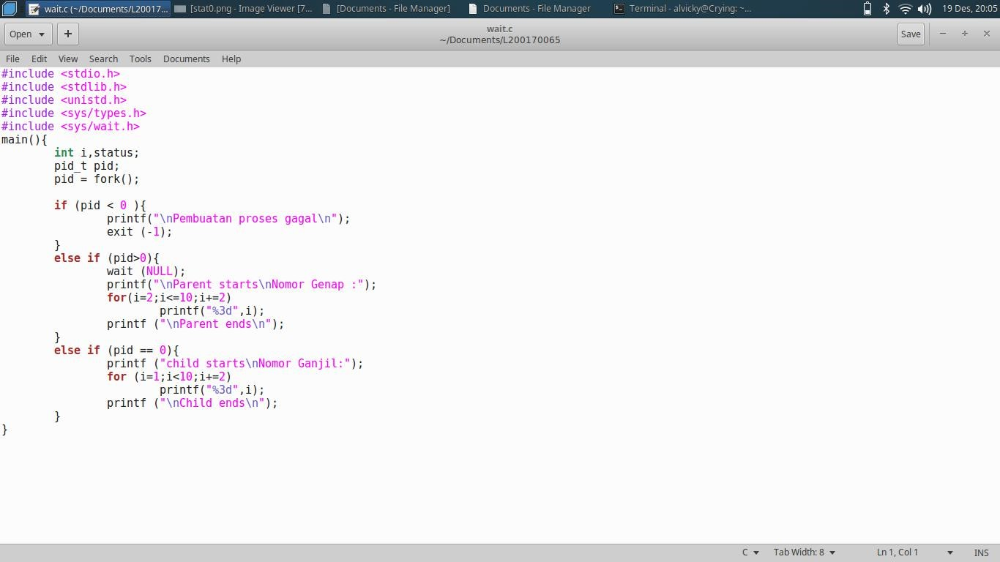 wait.c (~/Documents/L20017... [stat0.png - Image Viewer [7... [Documents - File Manager] Documents - File Manager Terminal - alvicky@Crying: ~... 19 Des, 20:05
Open + wait.c Save
~/Documents/L200170065
File Edit View Search Tools Documents Help
#include <stdio.h>
#include <stdlib.h>
#include <unistd.h>
#include <sys/types.h>
#include <sys/wait.h>
main(){
        int i,status;
        pid_t pid;
        pid = fork();

        if (pid < 0 ){
                printf("\nPembuatan proses gagal\n");
                exit (-1);
        }
        else if (pid>0){
                wait (NULL);
                printf("\nParent starts\nNomor Genap :");
                for(i=2;i<=10;i+=2)
                        printf("%3d",i);
                printf ("\nParent ends\n");
        }
        else if (pid == 0){
                printf ("child starts\nNomor Ganjil:");
                for (i=1;i<10;i+=2)
                        printf("%3d",i);
                printf ("\nChild ends\n");
        }
}
C Tab Width: 8 Ln 1, Col 1 INS